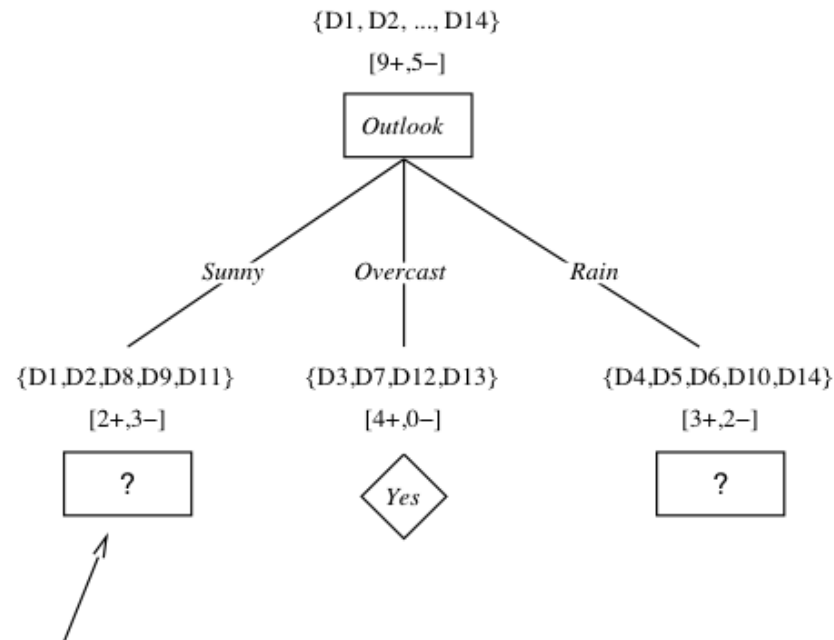 {D1, D2, ..., D14}
[9+,5−]
Outlook
Sunny
Overcast
Rain
{D1,D2,D8,D9,D11}
{D3,D7,D12,D13}
{D4,D5,D6,D10,D14}
[2+,3−]
[4+,0−]
[3+,2−]
?
Yes
?